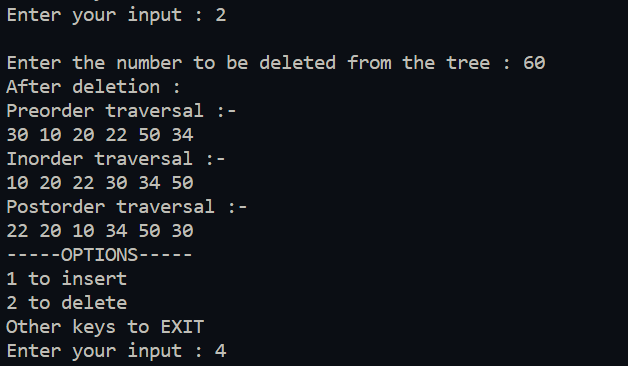 Enter your input : 2
Enter the number to be deleted from the tree : 60
After deletion :
Preorder traversal :-
30 10 20 22 50 34
Inorder traversal :-
10 20 22 30 34 50
Postorder traversal :-
22 20 10 34 50 30
-----OPTIONS-----
1 to insert
2 to delete
Other keys to EXIT
Enter your input : 4